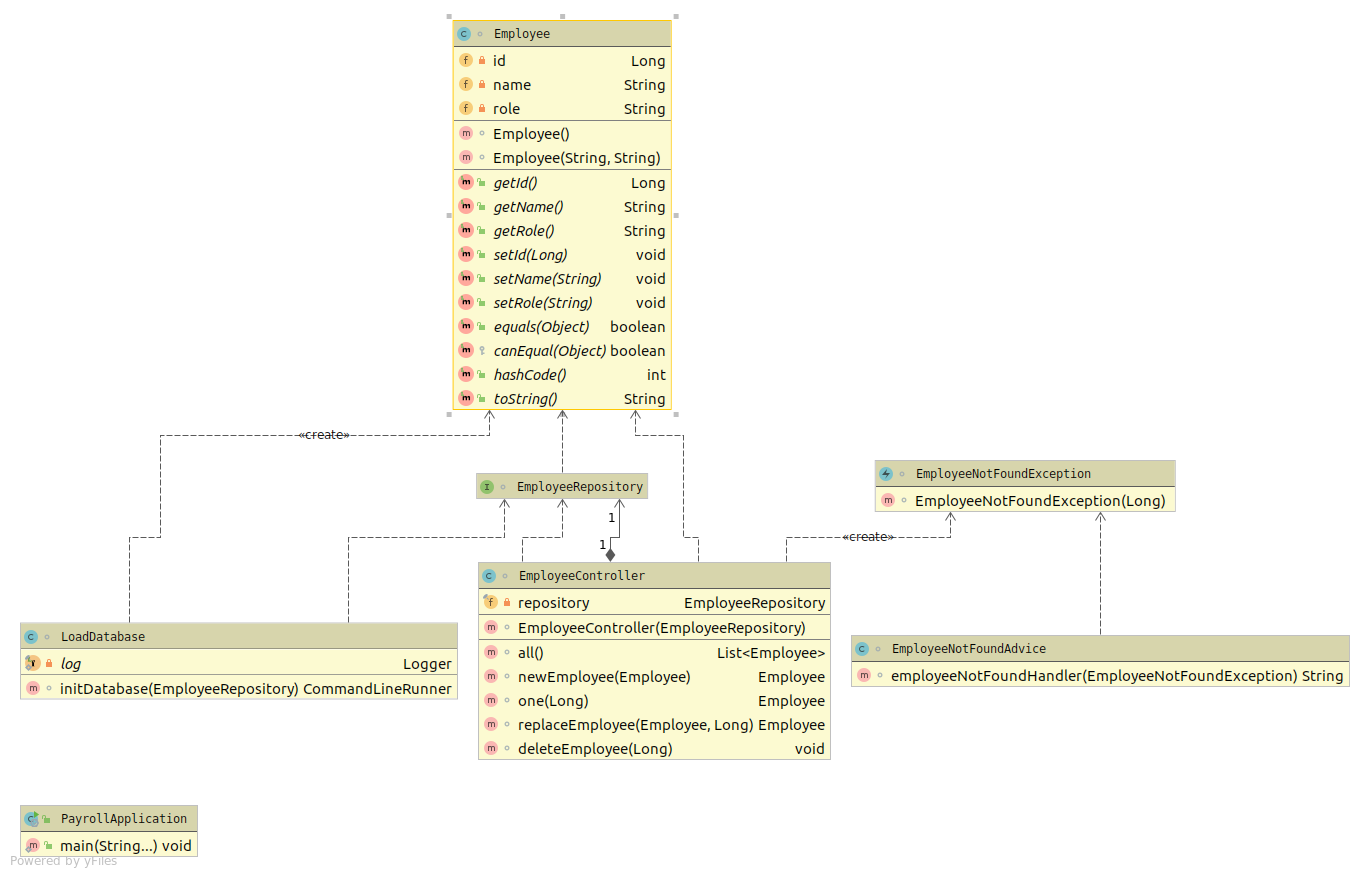 Employee
id Long
name String
role String
Employee()
Employee(String, String)
getId() Long
getName() String
getRole() String
setId(Long) void
setName(String) void
setRole(String) void
equals(Object) boolean
canEqual(Object) boolean
hashCode() int
toString() String
«create»
EmployeeRepository
1
1
«create»
EmployeeNotFoundException
EmployeeNotFoundException(Long)
LoadDatabase
log Logger
initDatabase(EmployeeRepository) CommandLineRunner
EmployeeController
repository EmployeeRepository
EmployeeController(EmployeeRepository)
all() List<Employee>
newEmployee(Employee) Employee
one(Long) Employee
replaceEmployee(Employee, Long) Employee
deleteEmployee(Long) void
EmployeeNotFoundAdvice
employeeNotFoundHandler(EmployeeNotFoundException) String
PayrollApplication
main(String...) void
Powered by yFiles